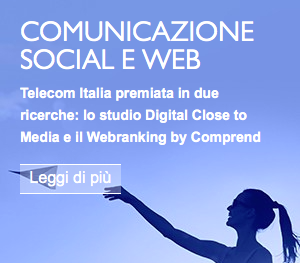 COMUNICAZIONE
SOCIAL E WEB
Telecom Italia premiata in due
ricerche: lo studio Digital Close to
Media e il Webranking by Comprend
Leggi di più